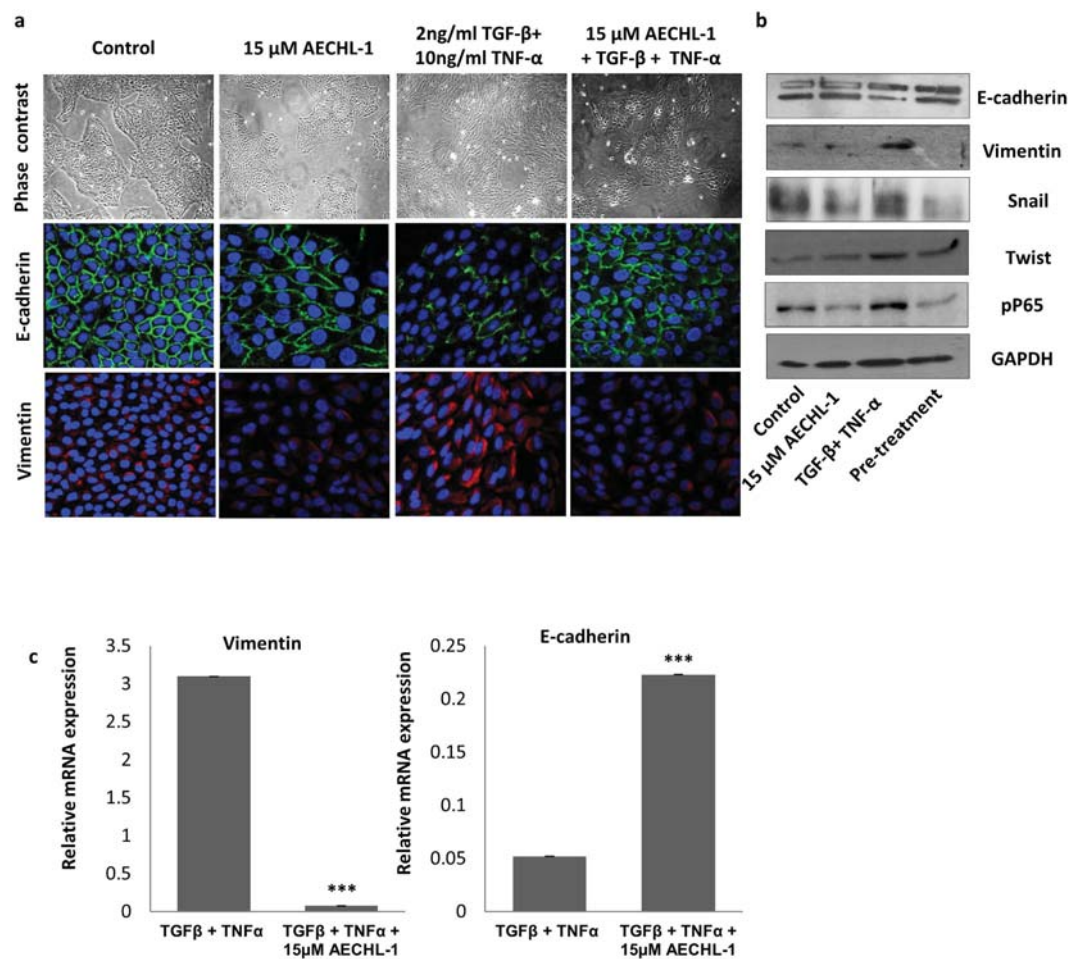 a
Control
15 µM AECHL-1
2ng/ml TGF-β+
10ng/ml TNF-α
15 µM AECHL-1
+ TGF-β + TNF-α
Phase contrast
E-cadherin
Vimentin
b
E-cadherin
Vimentin
Snail
Twist
pP65
GAPDH
Control
15 µM AECHL-1
TGF-β+ TNF-α
Pre-treatment
c
Vimentin
Relative mRNA expression
3.5
3
2.5
2
1.5
1
0.5
0
***
TGFβ + TNFα
TGFβ + TNFα +
15µM AECHL-1
E-cadherin
Relative mRNA expression
0.25
0.2
0.15
0.1
0.05
0
***
TGFβ + TNFα
TGFβ + TNFα +
15µM AECHL-1